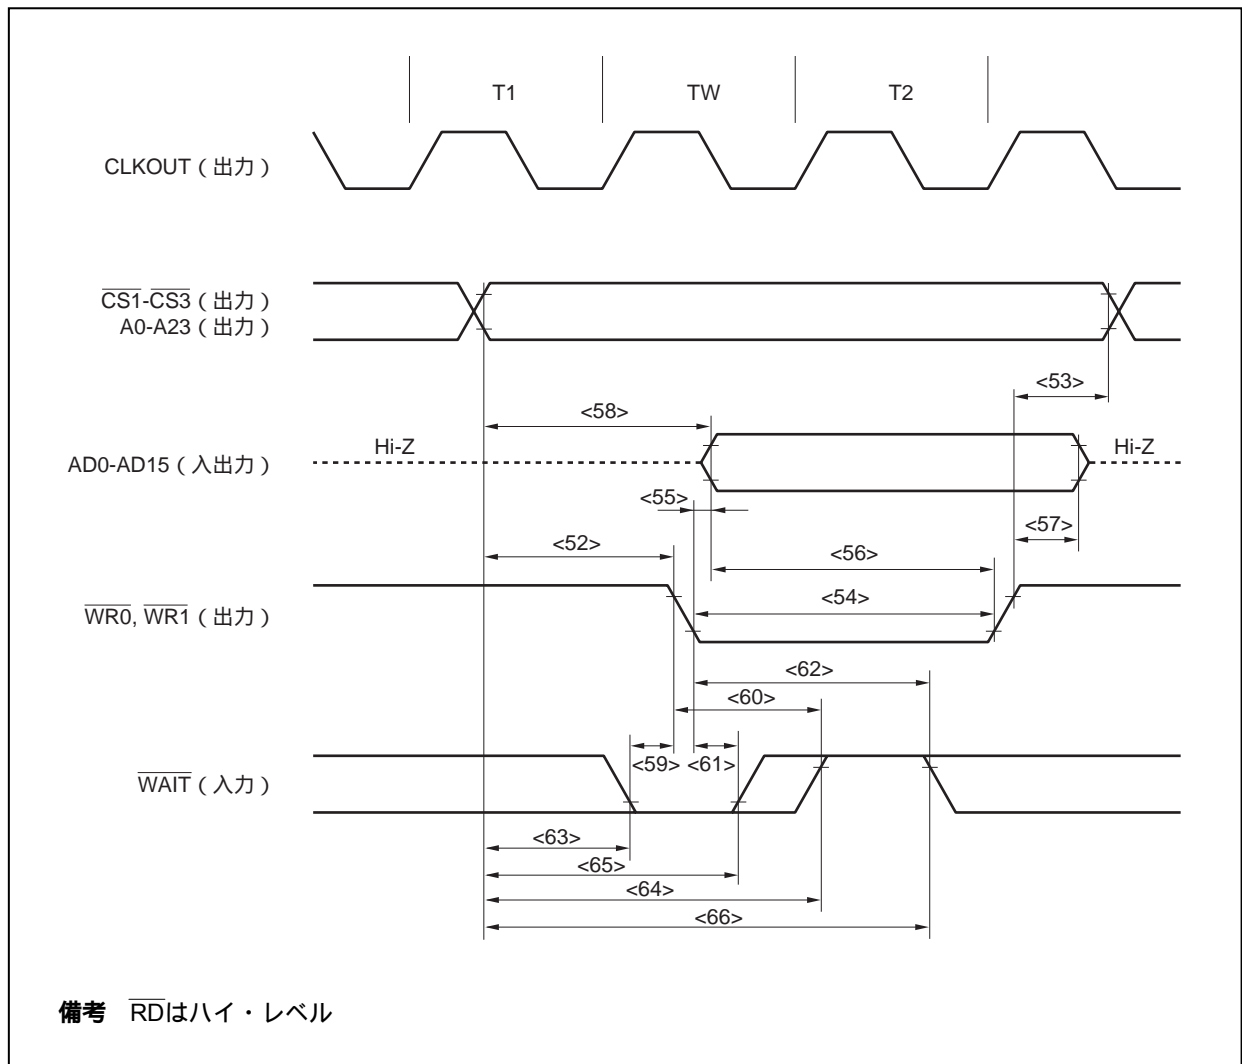 T1 TW T2
CLKOUT（出力）
CS1-CS3（出力）
A0-A23（出力）
<53>
<58>
Hi-Z Hi-Z
AD0-AD15（入出力）
<55>
<57>
<52>
<56>
<54>
WR0, WR1（出力）
<62>
<60>
<59> <61>
WAIT（入力）
<63>
<65>
<64>
<66>
備考 RDはハイ・レベル